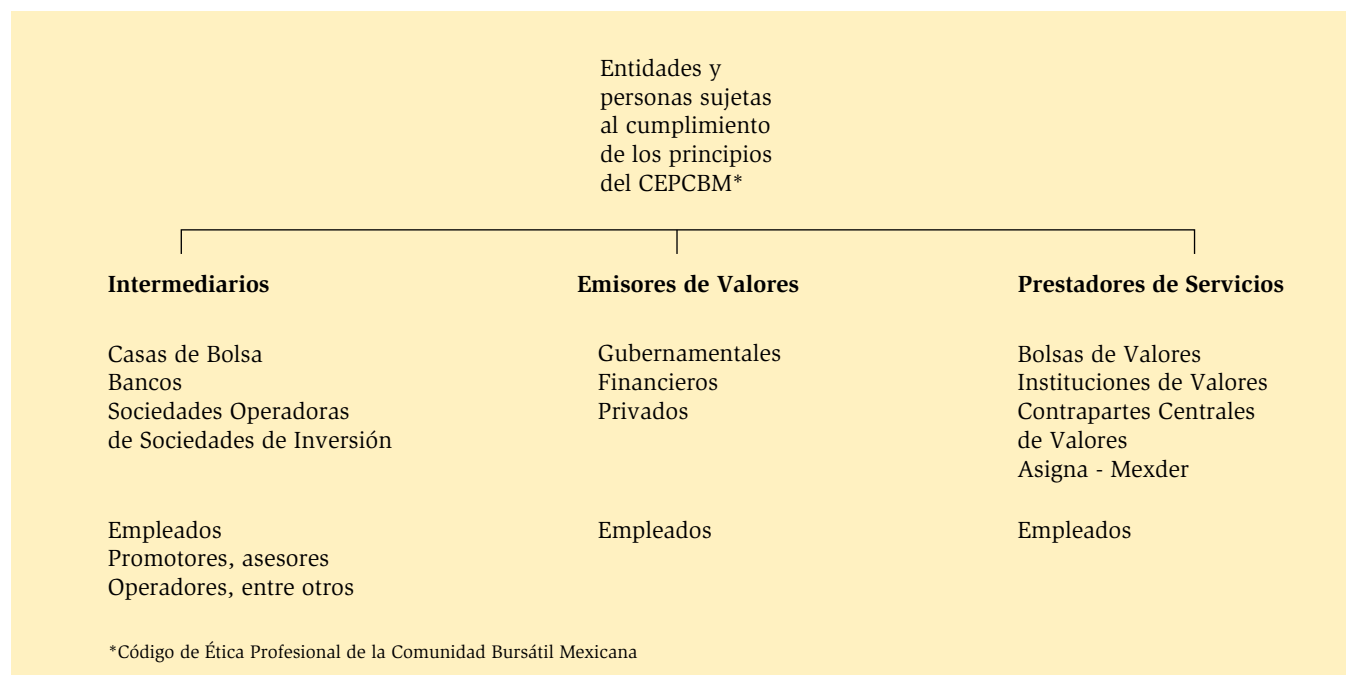 Entidades y
personas sujetas
al cumplimiento
de los principios
del CEPCBM*
Intermediarios
Casas de Bolsa
Bancos
Sociedades Operadoras
de Sociedades de Inversión
Empleados
Promotores, asesores
Operadores, entre otros
Emisores de Valores
Gubernamentales
Financieros
Privados
Empleados
Prestadores de Servicios
Bolsas de Valores
Instituciones de Valores
Contrapartes Centrales
de Valores
Asigna - Mexder
Empleados
*Código de Ética Profesional de la Comunidad Bursátil Mexicana